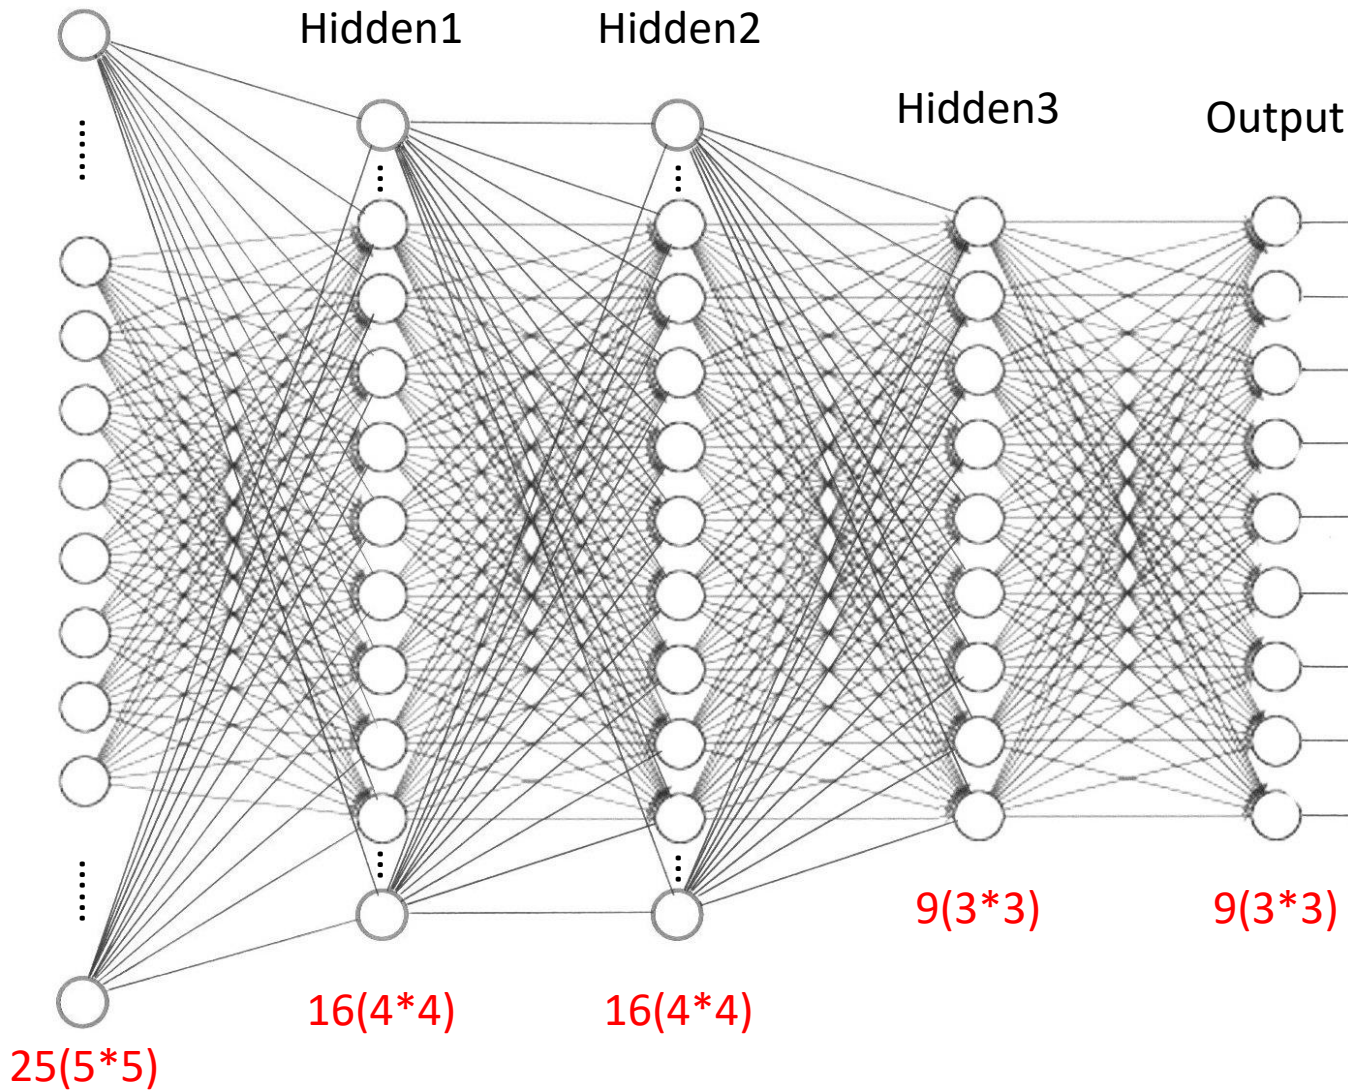 Hidden1
Hidden2
Hidden3
Output
9(3*3)
9(3*3)
16(4*4)
16(4*4)
25(5*5)